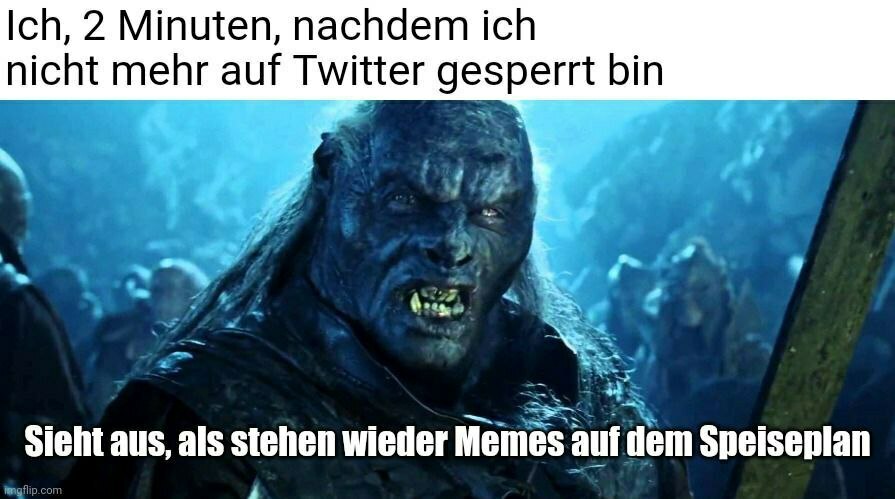 Ich, 2 Minuten, nachdem ich
nicht mehr auf Twitter gesperrt bin
Sieht aus, als stehen wieder Memes auf dem Speiseplan
imgflip.com